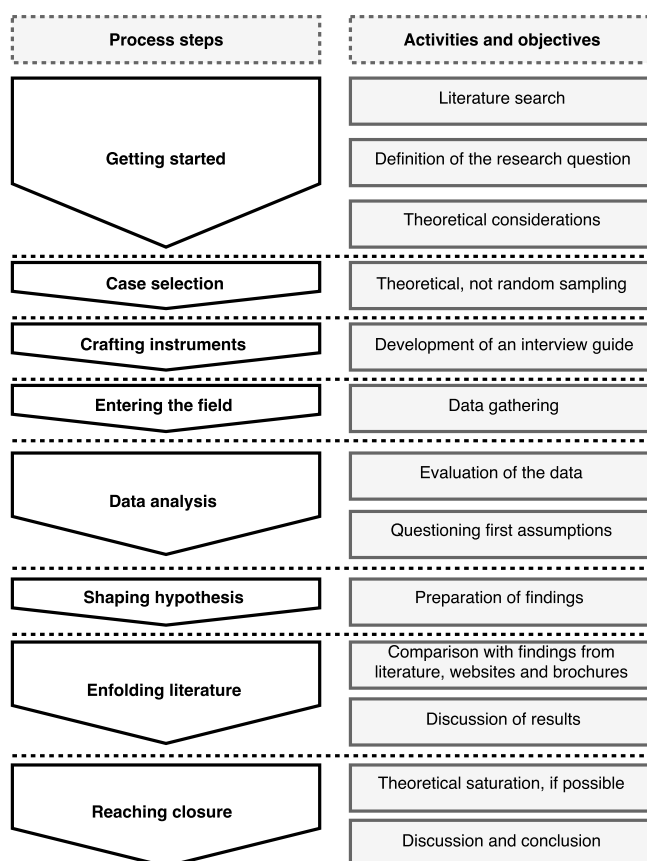 Process steps
Activities and objectives
Getting started
Literature search
Definition of the research question
Theoretical considerations
Case selection
Theoretical, not random sampling
Crafting instruments
Development of an interview guide
Entering the field
Data gathering
Data analysis
Evaluation of the data
Questioning first assumptions
Shaping hypothesis
Preparation of findings
Enfolding literature
Comparison with findings from
literature, websites and brochures
Discussion of results
Reaching closure
Theoretical saturation, if possible
Discussion and conclusion